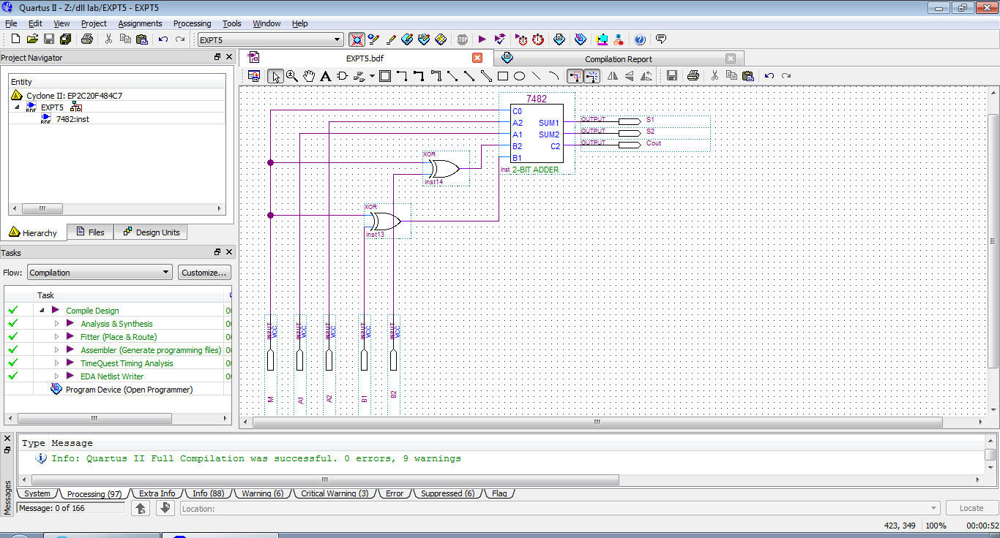 Quartus II - Z:/dll lab/EXPT5 - EXPT5
File Edit View Project Assignments Processing Tools Window Help
EXPT5
STOP
Project Navigator
Entity
Cyclone II: EP2C20F484C7
EXPT5
7482:inst
Hierarchy Files Design Units
Tasks
Flow: Compilation Customize...
Task
Compile Design
Analysis & Synthesis
Fitter (Place & Route)
Assembler (Generate programming files)
TimeQuest Timing Analysis
EDA Netlist Writer
Program Device (Open Programmer)
EXPT5.bdf Compilation Report
7482
C0
A2 SUM1 OUTPUT S1
A1 SUM2 OUTPUT S2
B2 C2 OUTPUT Cout
B1
inst 2-BIT ADDER
XOR
inst14
XOR
inst13
INPUT VCC INPUT VCC INPUT VCC INPUT VCC INPUT VCC
M A1 A2 B1 B2
Messages
Type Message
Info: Quartus II Full Compilation was successful. 0 errors, 9 warnings
System Processing (97) Extra Info Info (88) Warning (6) Critical Warning (3) Error Suppressed (6) Flag
Message: 0 of 166 Location: Locate
423, 349 100% 00:00:52